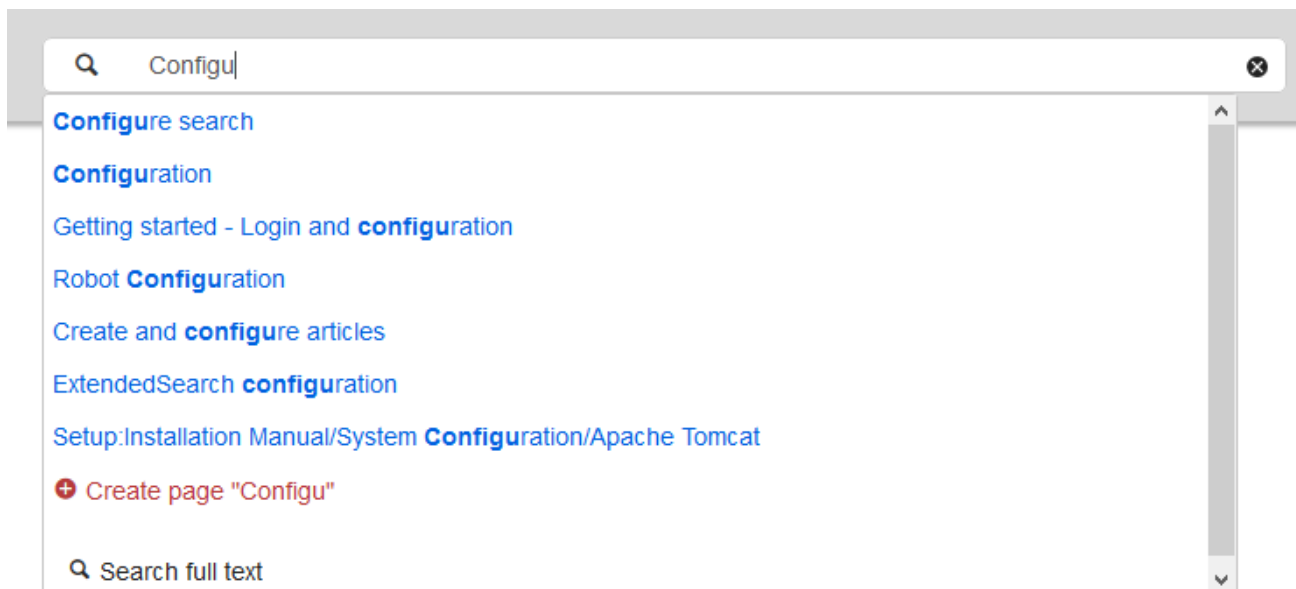 Configu
Configure search
Configuration
Getting started - Login and configuration
Robot Configuration
Create and configure articles
ExtendedSearch configuration
Setup:Installation Manual/System Configuration/Apache Tomcat
Create page "Configu"
Search full text